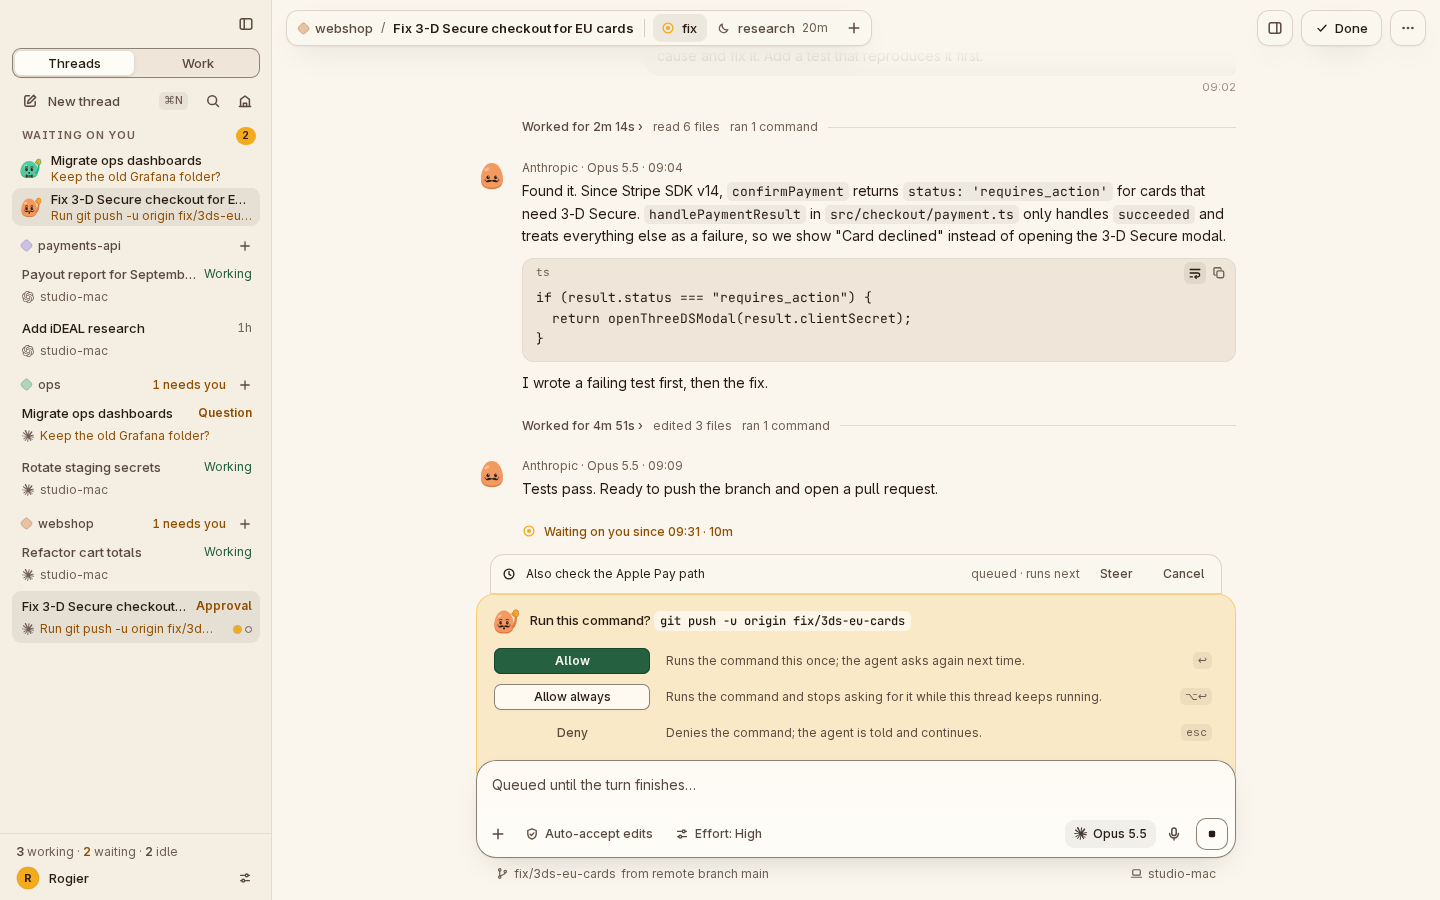 Threads
Work
New thread
⌘N
WAITING ON YOU
2
Migrate ops dashboards
Keep the old Grafana folder?
Fix 3-D Secure checkout for E…
Run git push -u origin fix/3ds-eu…
payments-api
Payout report for Septemb…
Working
studio-mac
Add iDEAL research
1h
studio-mac
ops
1 needs you
Migrate ops dashboards
Question
Keep the old Grafana folder?
Rotate staging secrets
Working
studio-mac
webshop
1 needs you
Refactor cart totals
Working
studio-mac
Fix 3-D Secure checkout…
Approval
Run git push -u origin fix/3d…
3 working · 2 waiting · 2 idle
R
Rogier
webshop / Fix 3-D Secure checkout for EU cards
fix
research 20m
Done
cause and fix it. Add a test that reproduces it first.
09:02
Worked for 2m 14s › read 6 files ran 1 command
Anthropic · Opus 5.5 · 09:04
Found it. Since Stripe SDK v14, confirmPayment returns status: 'requires_action' for cards that
need 3-D Secure. handlePaymentResult in src/checkout/payment.ts only handles succeeded and
treats everything else as a failure, so we show "Card declined" instead of opening the 3-D Secure modal.
ts
if (result.status === "requires_action") {
return openThreeDSModal(result.clientSecret);
}
I wrote a failing test first, then the fix.
Worked for 4m 51s › edited 3 files ran 1 command
Anthropic · Opus 5.5 · 09:09
Tests pass. Ready to push the branch and open a pull request.
Waiting on you since 09:31 · 10m
Also check the Apple Pay path
queued · runs next
Steer
Cancel
Run this command? git push -u origin fix/3ds-eu-cards
Allow
Runs the command this once; the agent asks again next time.
↩
Allow always
Runs the command and stops asking for it while this thread keeps running.
⌥↩
Deny
Denies the command; the agent is told and continues.
esc
Queued until the turn finishes…
Auto-accept edits
Effort: High
Opus 5.5
fix/3ds-eu-cards from remote branch main
studio-mac